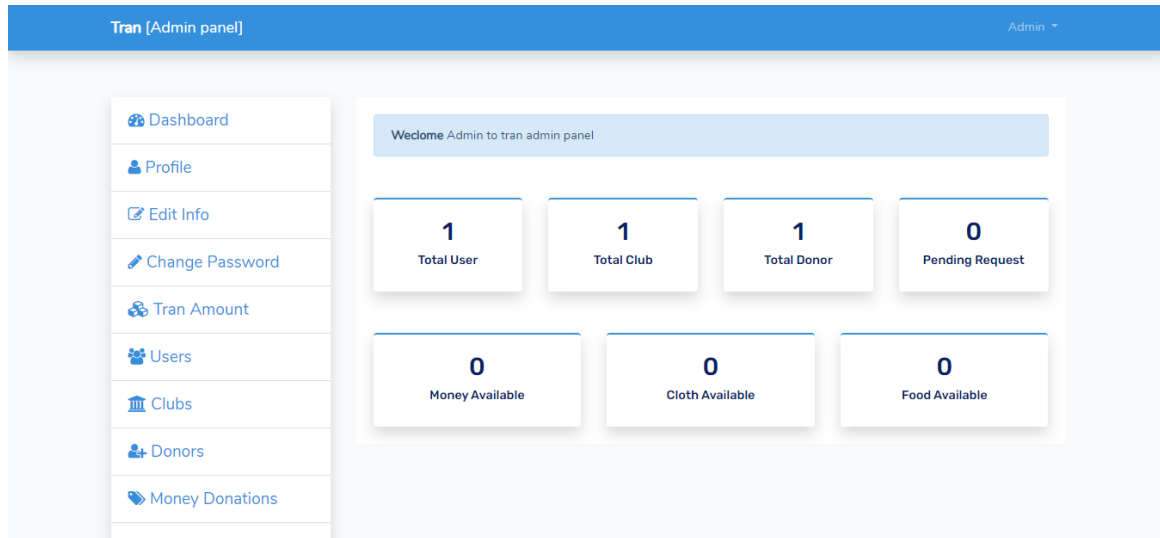 Tran [Admin panel]
Admin
Dashboard
Profile
Edit Info
Change Password
Tran Amount
Users
Clubs
Donors
Money Donations
Weclome Admin to tran admin panel
1
Total User
1
Total Club
1
Total Donor
0
Pending Request
0
Money Available
0
Cloth Available
0
Food Available